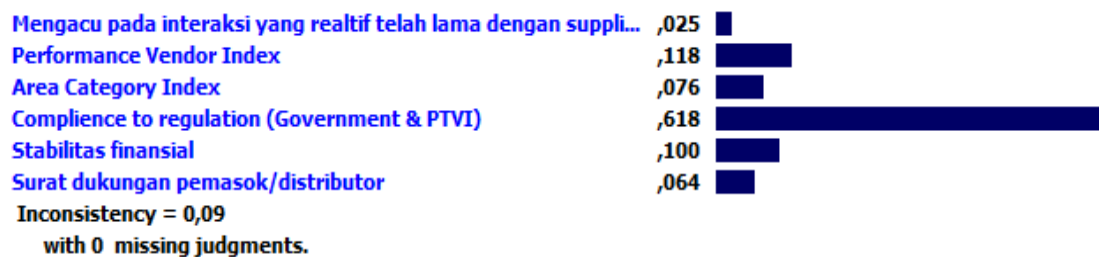 Mengacu pada interaksi yang realtif telah lama dengan suppli... ,025
Performance Vendor Index ,118
Area Category Index ,076
Complience to regulation (Government & PTVI) ,618
Stabilitas finansial ,100
Surat dukungan pemasok/distributor ,064
Inconsistency = 0,09
with 0 missing judgments.